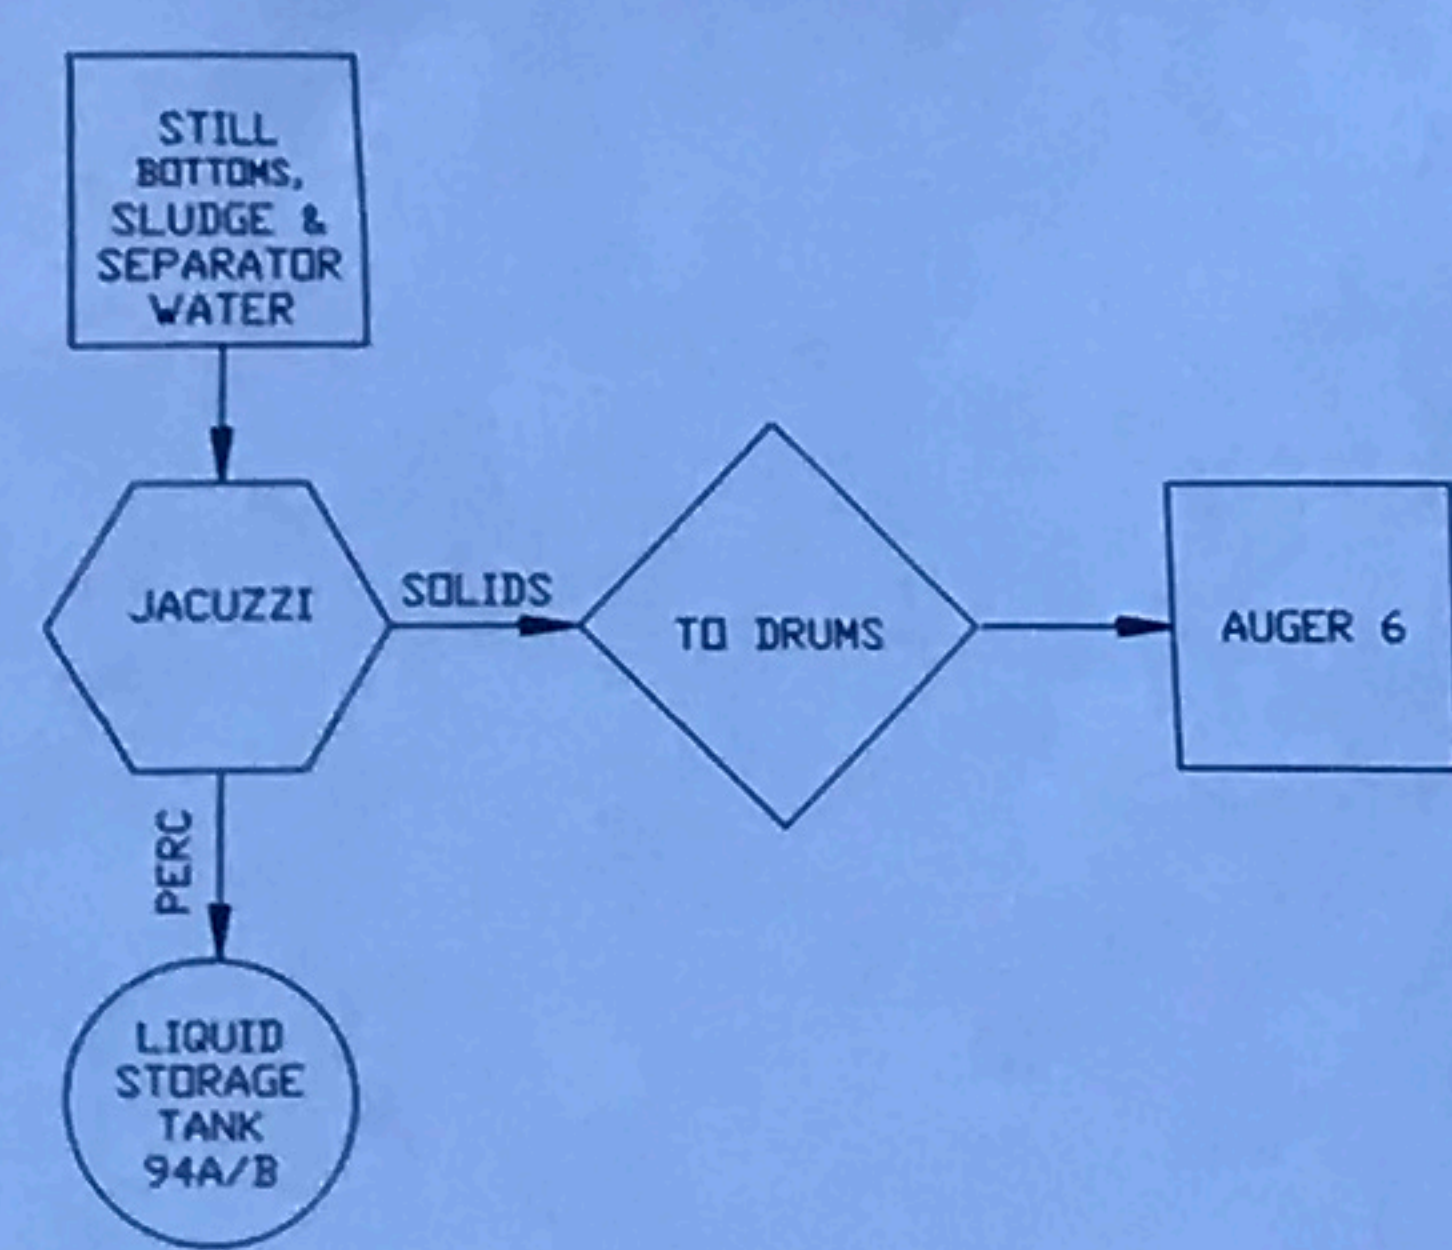 STILL
BOTTOMS,
SLUDGE &
SEPARATOR
WATER
JACUZZI
SOLIDS
TO DRUMS
AUGER 6
PERC
LIQUID
STORAGE
TANK
94A/B